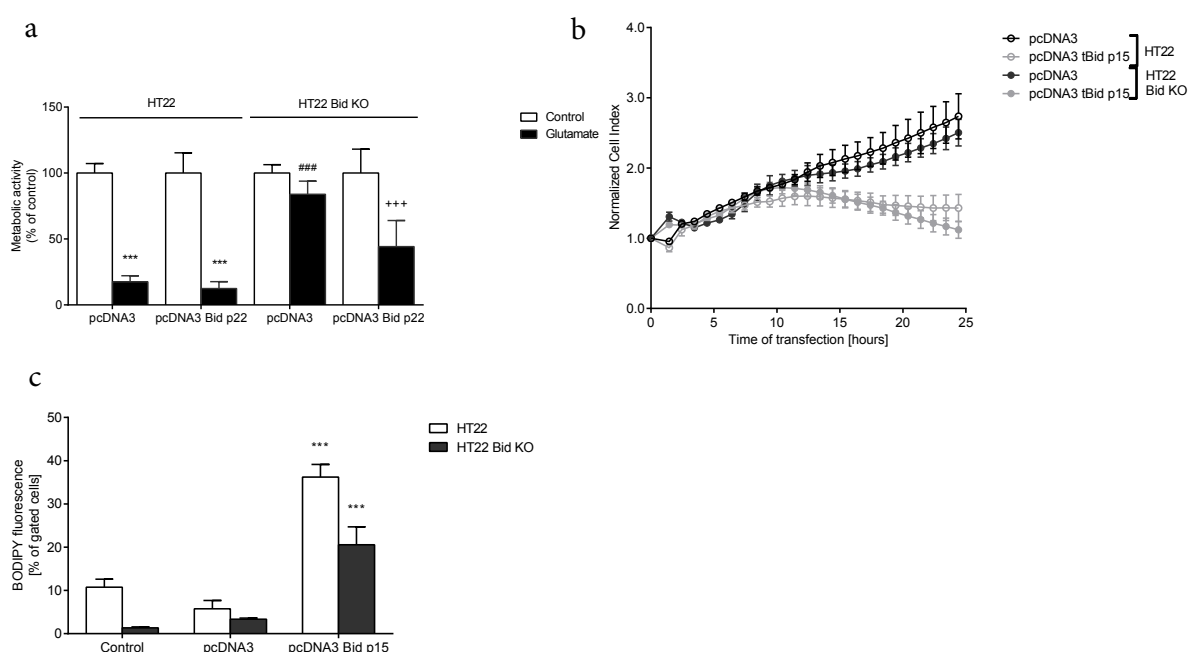 a
HT22
HT22 Bid KO
Metabolic activity
(% of control)
150
100
50
0
***
***
###
+++
pcDNA3
pcDNA3 Bid p22
pcDNA3
pcDNA3 Bid p22
Control
Glutamate
b
Normalized Cell Index
4.0
3.0
2.0
1.0
0.0
0
5
10
15
20
25
Time of transfection [hours]
pcDNA3
pcDNA3 tBid p15
HT22
pcDNA3
pcDNA3 tBid p15
HT22
Bid KO
c
BODIPY fluorescence
[% of gated cells]
50
40
30
20
10
0
***
***
Control
pcDNA3
pcDNA3 Bid p15
HT22
HT22 Bid KO